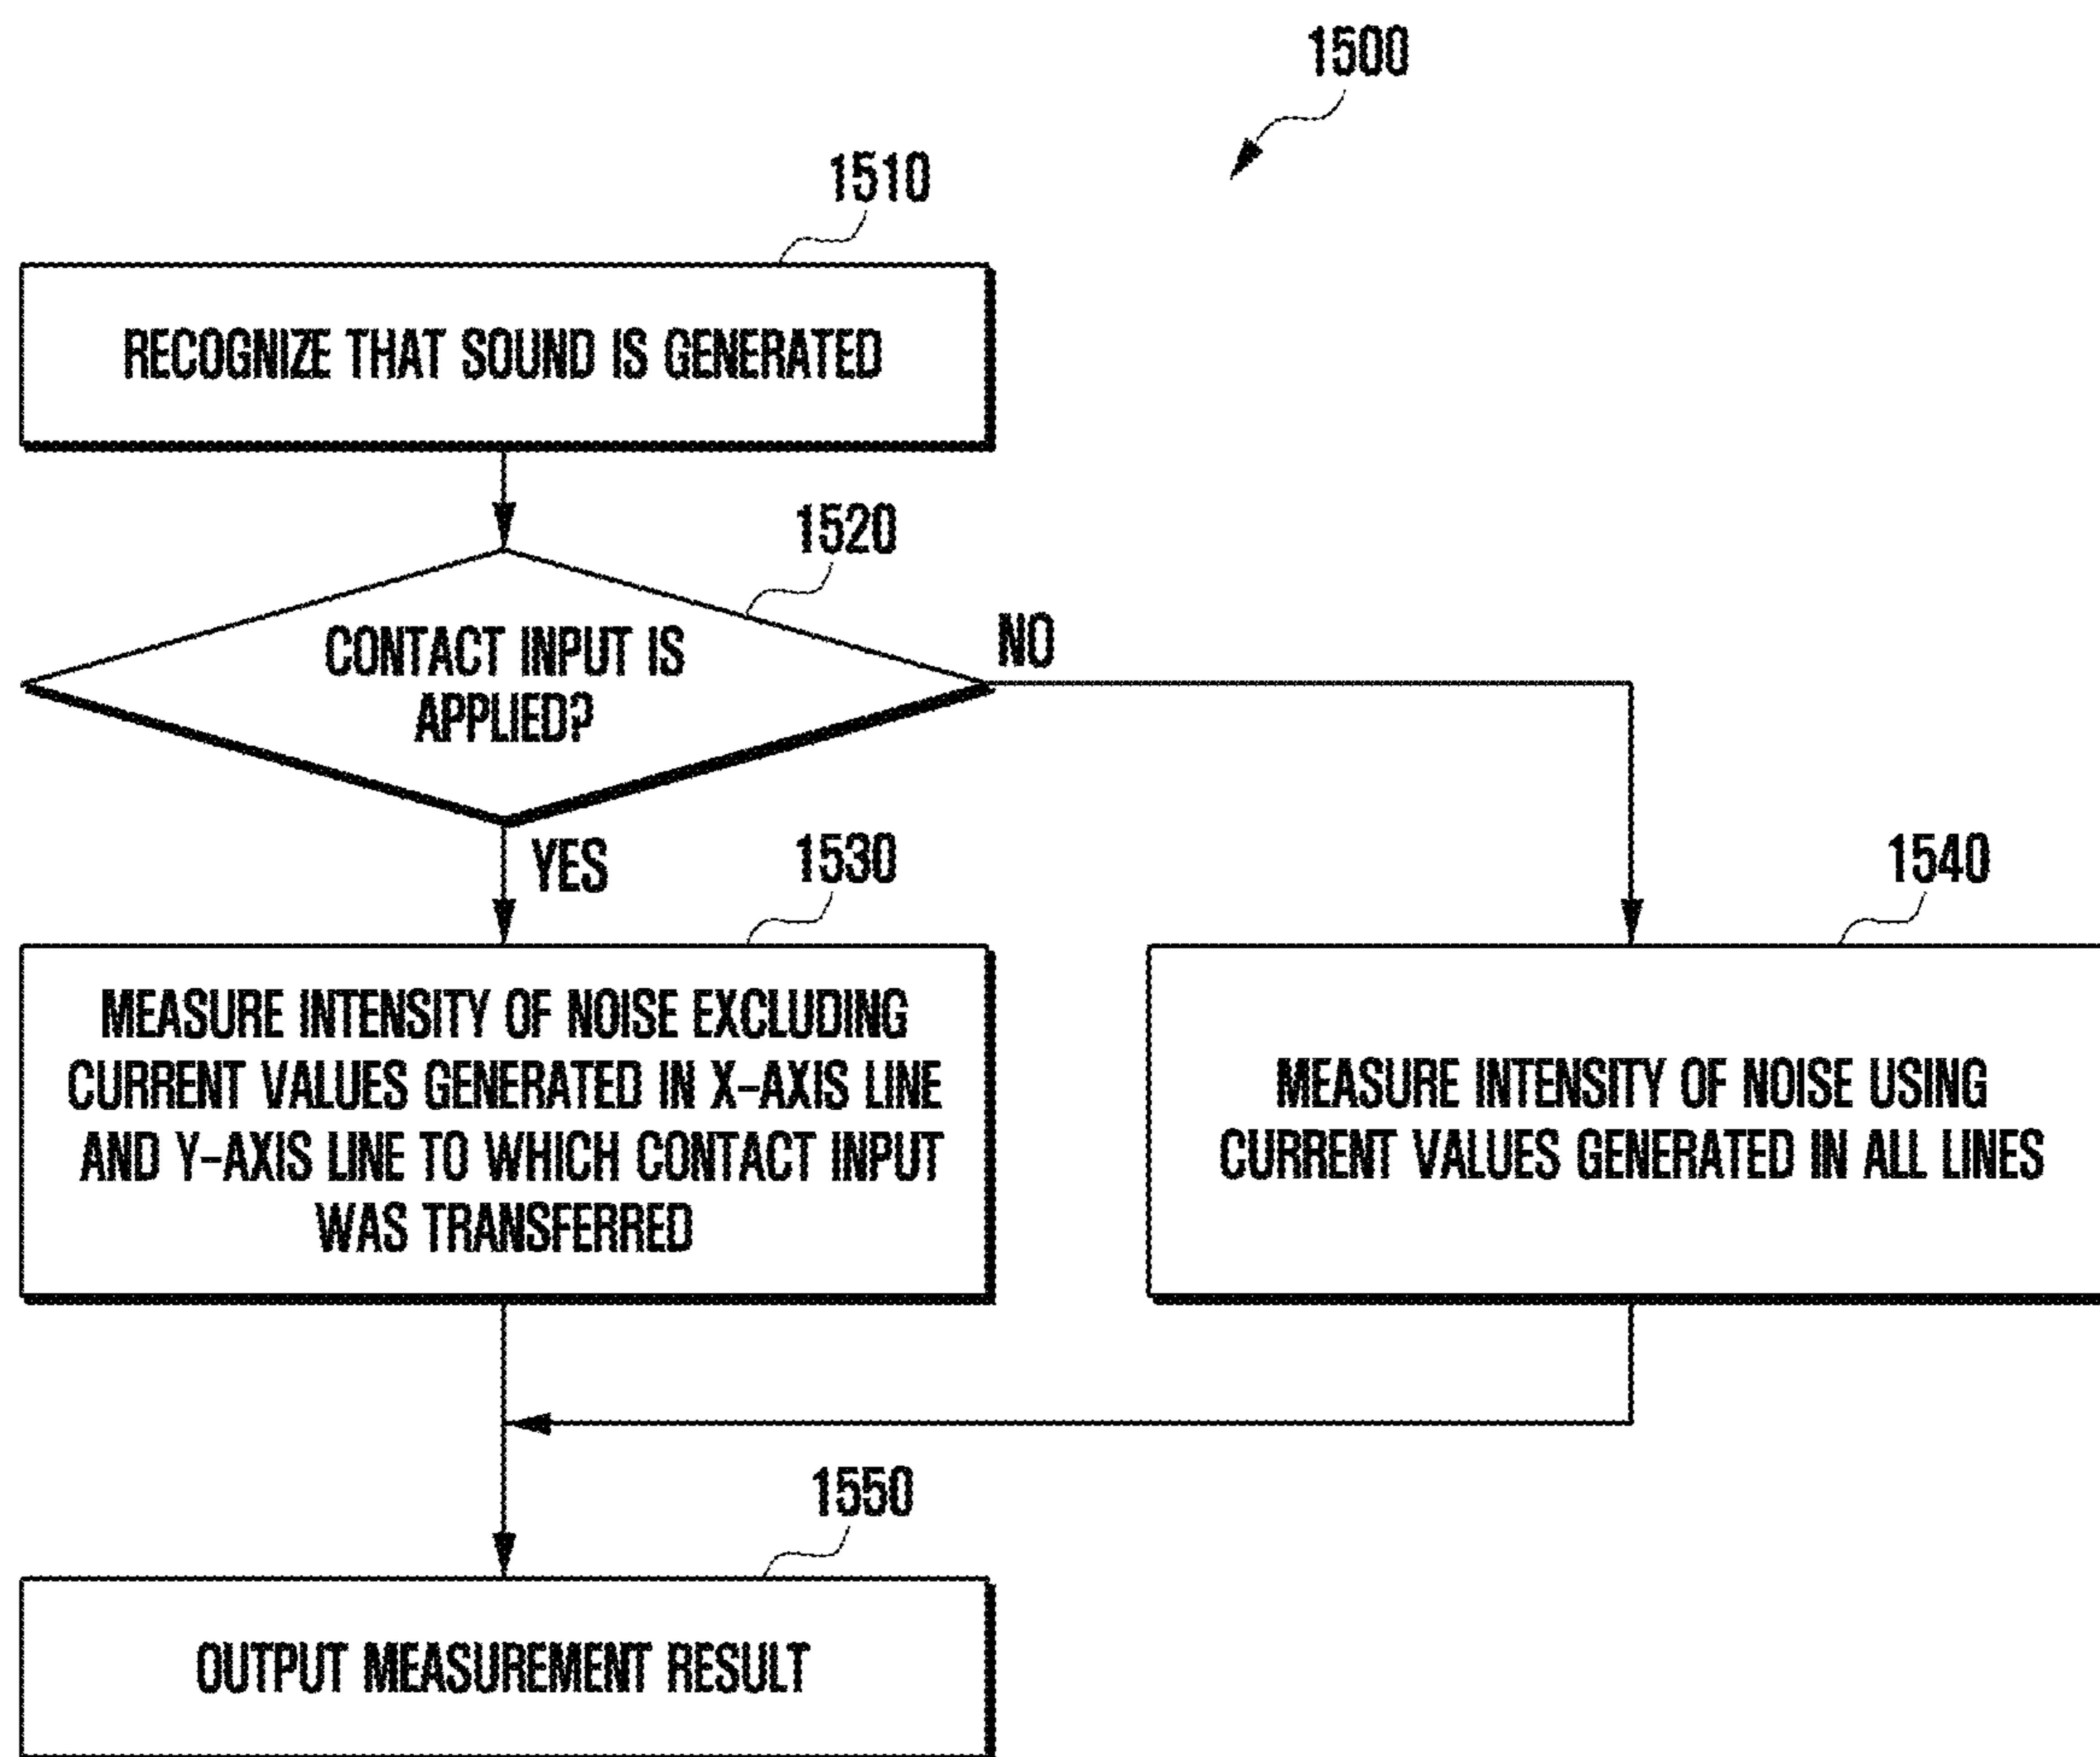 1500
1510
RECOGNIZE THAT SOUND IS GENERATED
1520
CONTACT INPUT IS
APPLIED?
NO
YES
1530
MEASURE INTENSITY OF NOISE EXCLUDING
CURRENT VALUES GENERATED IN X-AXIS LINE
AND Y-AXIS LINE TO WHICH CONTACT INPUT
WAS TRANSFERRED
1540
MEASURE INTENSITY OF NOISE USING
CURRENT VALUES GENERATED IN ALL LINES
1550
OUTPUT MEASUREMENT RESULT